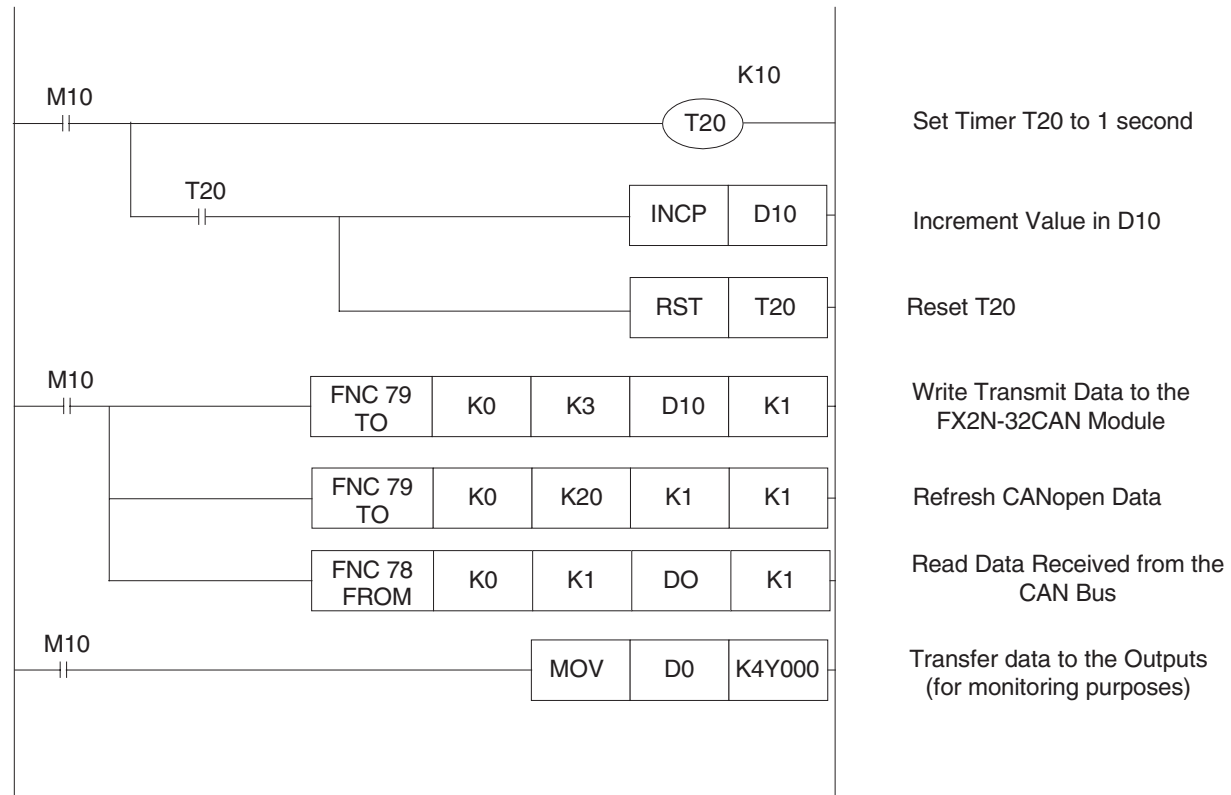 K10
M10
T20
Set Timer T20 to 1 second
T20
INCP D10
Increment Value in D10
RST T20
Reset T20
M10
FNC 79
TO
K0 K3 D10 K1
Write Transmit Data to the
FX2N-32CAN Module
FNC 79
TO
K0 K20 K1 K1
Refresh CANopen Data
FNC 78
FROM
K0 K1 DO K1
Read Data Received from the
CAN Bus
M10
MOV D0 K4Y000
Transfer data to the Outputs
(for monitoring purposes)